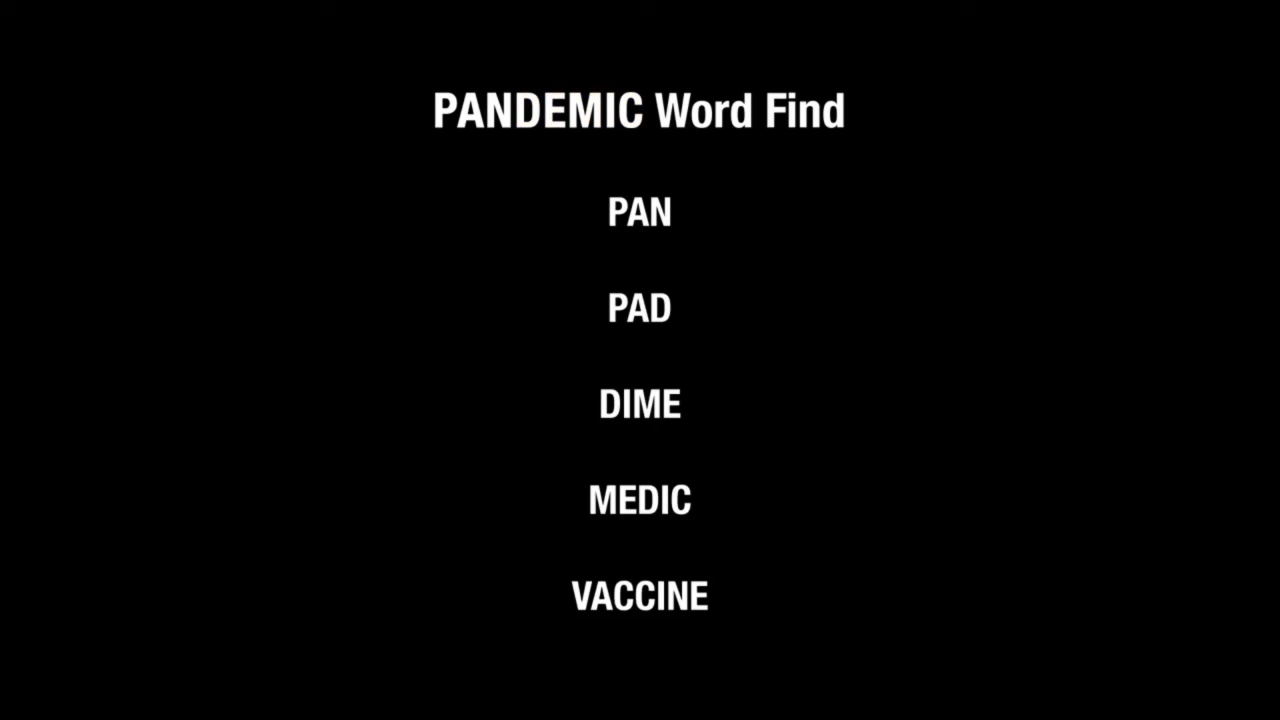 PANDEMIC Word Find
PAN
PAD
DIME
MEDIC
VACCINE